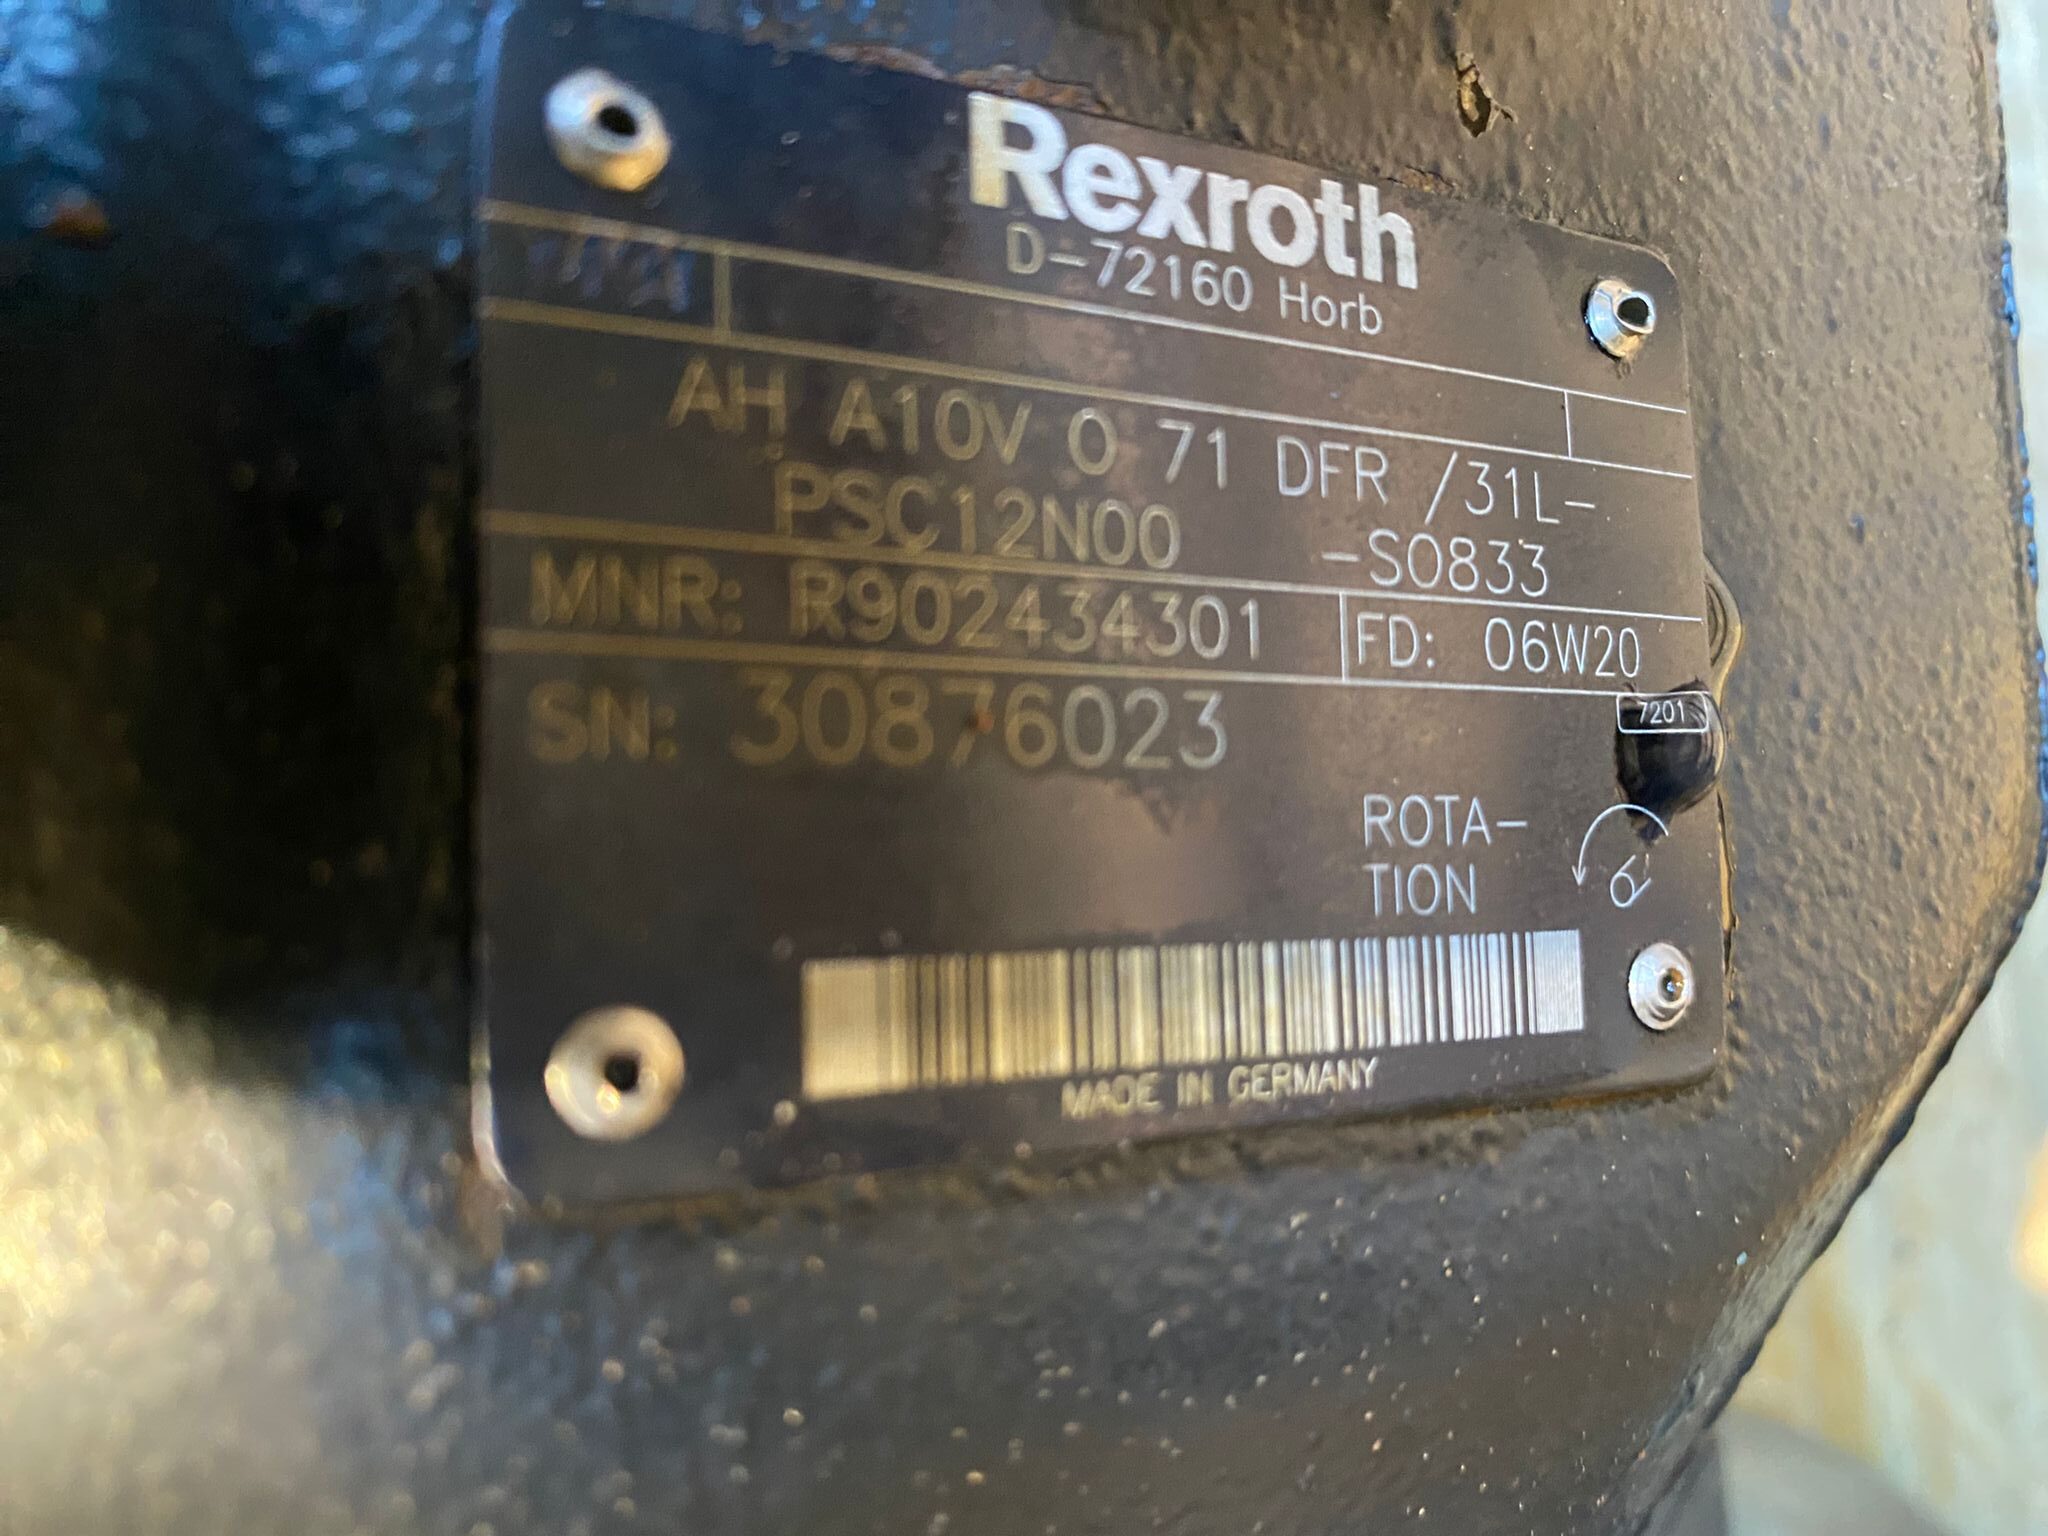 Rexroth
D-72160 Horb
AH A10V O 71 DFR /31L-
PSC12N00 -SO833
MNR: R902434301 FD: 06W20
SN: 30876023
7201
ROTA-
TION
MADE IN GERMANY